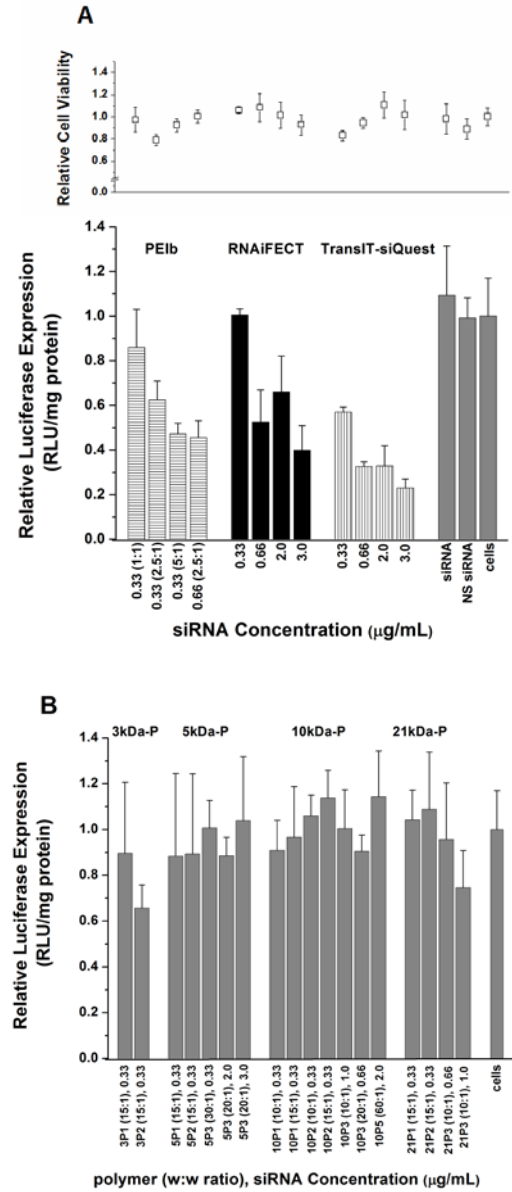 A
Relative Cell Viability
1.4
1.2
1.0
0.8
0.6
0.0
Relative Luciferase Expression
(RLU/mg protein)
1.4
1.2
1.0
0.8
0.6
0.4
0.2
0.0
PEIb RNAiFECT TransIT-siQuest
0.33 (1:1)
0.33 (2.5:1)
0.33 (5:1)
0.66 (2.5:1)
0.33
0.66
2.0
3.0
0.33
0.66
2.0
3.0
siRNA
NS siRNA
cells
siRNA Concentration (µg/mL)
B
Relative Luciferase Expression
(RLU/mg protein)
1.4
1.2
1.0
0.8
0.6
0.4
0.2
0.0
3kDa-P 5kDa-P 10kDa-P 21kDa-P
3P1 (15:1), 0.33
3P2 (15:1), 0.33
5P1 (15:1), 0.33
5P2 (15:1), 0.33
5P3 (30:1), 0.33
5P3 (20:1), 2.0
5P3 (20:1), 3.0
10P1 (10:1), 0.33
10P1 (15:1), 0.33
10P2 (10:1), 0.33
10P2 (15:1), 0.33
10P3 (10:1), 1.0
10P3 (20:1), 0.66
10P5 (60:1), 2.0
21P1 (15:1), 0.33
21P2 (15:1), 0.33
21P3 (10:1), 0.66
21P3 (10:1), 1.0
cells
polymer (w:w ratio), siRNA Concentration (µg/mL)